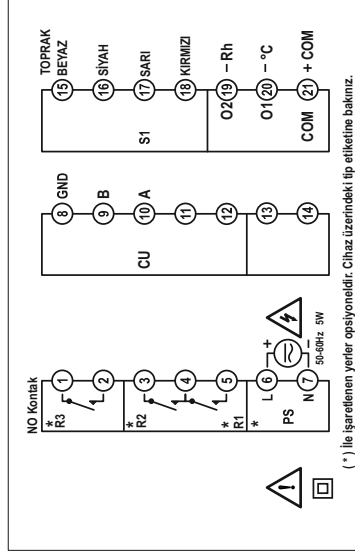 NO Kontak
* R3
1
2
* R2
3
4
* R1
5
*
PS
L 6 +
N 7 –
50-60Hz 5W
CU
8 GND
9 B
10 A
11
12
13
14
S1
TOPRAK
15 BEYAZ
16 SİYAH
17 SARI
18 KIRMIZI
O2 19 – Rh
O1 20 – °C
COM 21 + COM
( * ) İle işaretlenen yerler opsiyoneldir. Cihaz üzerindeki tip etiketine bakınız.